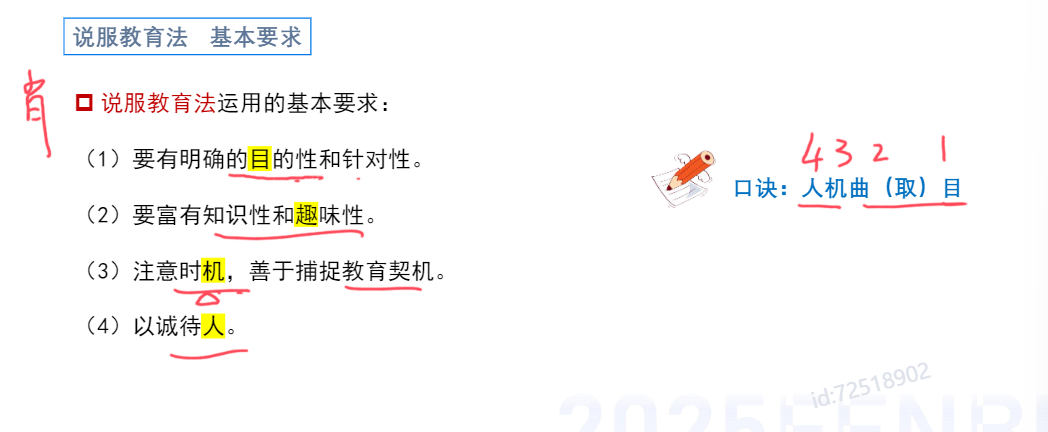 说服教育法 基本要求
说服教育法运用的基本要求：
（1）要有明确的目的性和针对性。
（2）要富有知识性和趣味性。
（3）注意时机，善于捕捉教育契机。
（4）以诚待人。
4 3 2 1
口诀：人机曲（取）目
id:72518902